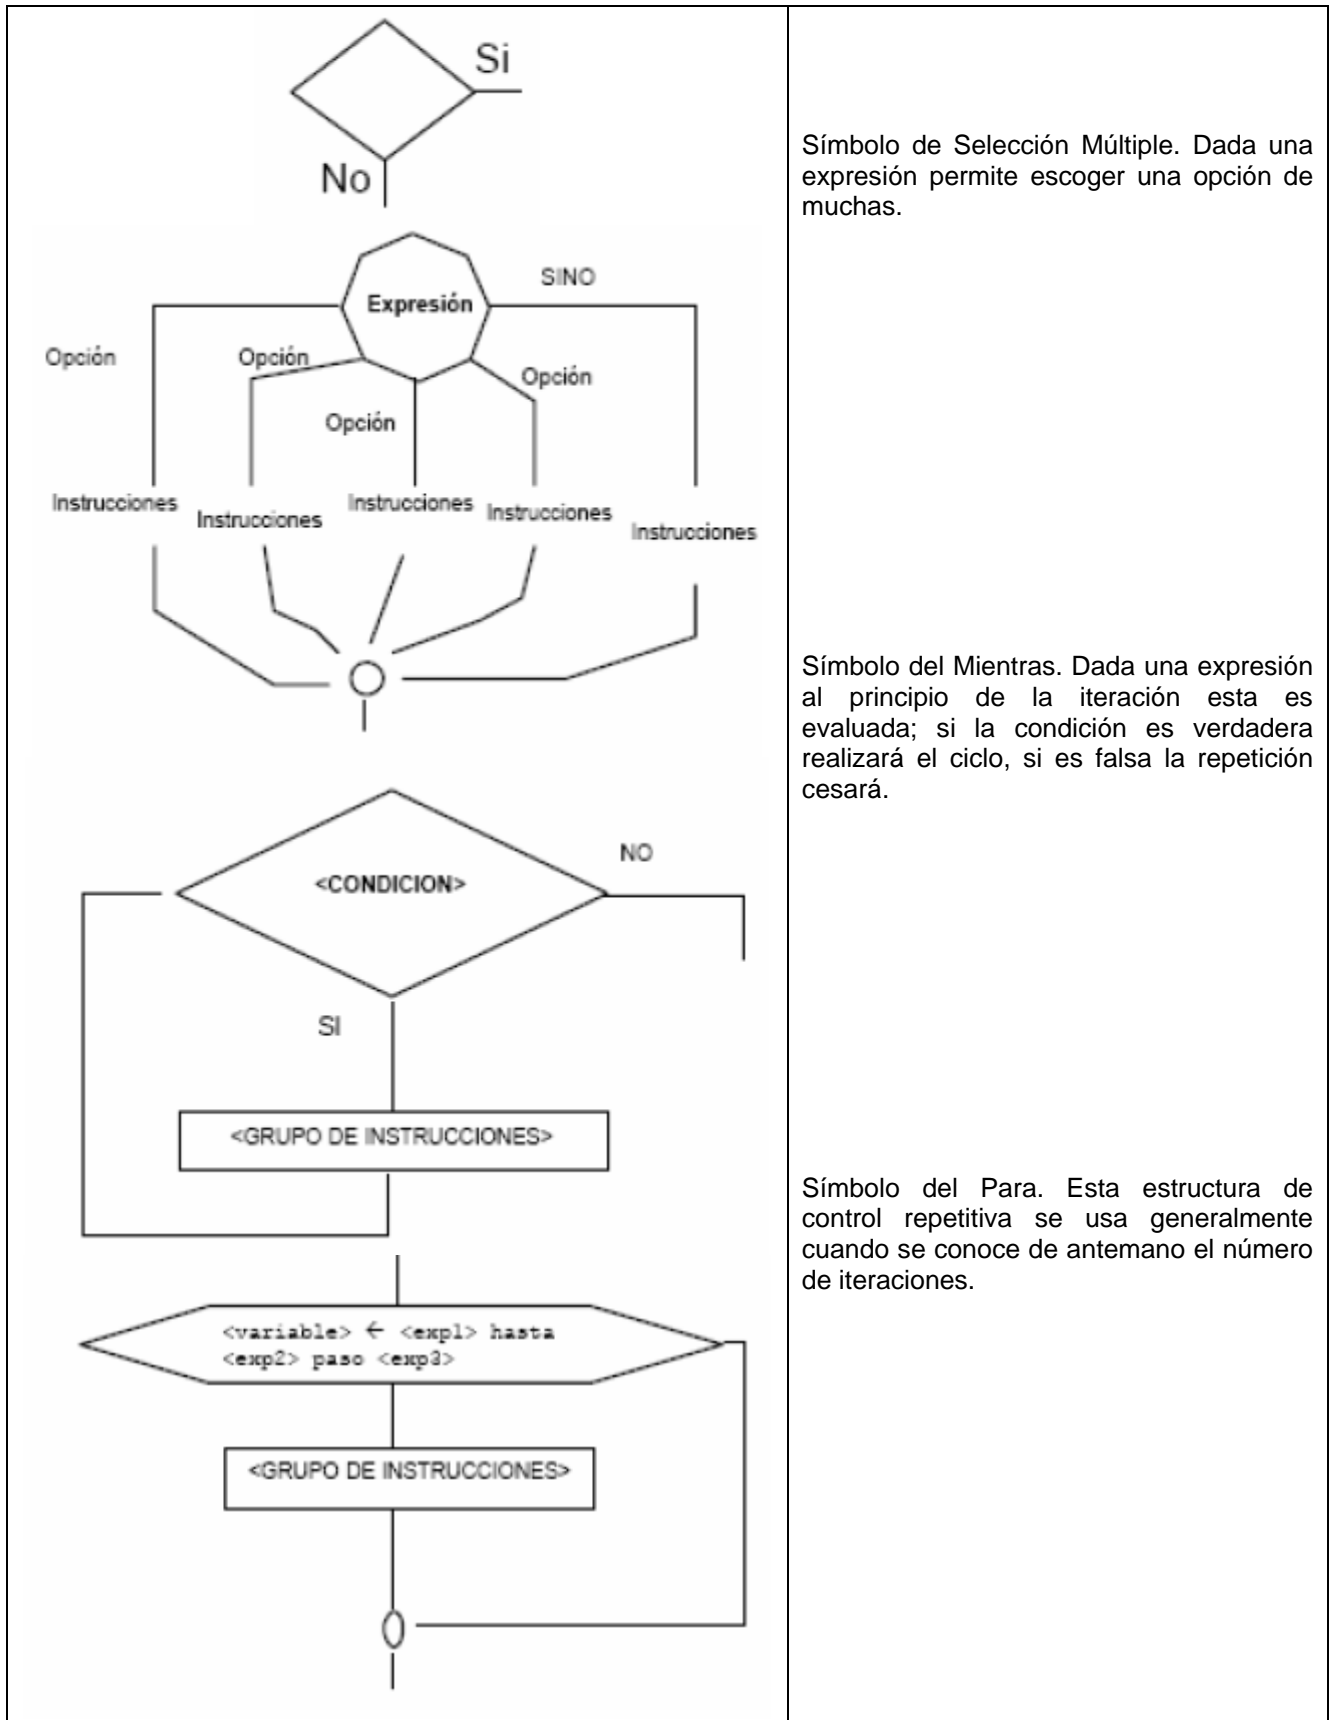 Si
No
Símbolo de Selección Múltiple. Dada una
expresión permite escoger una opción de
muchas.
SINO
Expresión
Opción
Opción
Opción
Opción
Instrucciones
Instrucciones
Instrucciones
Instrucciones
Instrucciones
Símbolo del Mientras. Dada una expresión
al principio de la iteración esta es
evaluada; si la condición es verdadera
realizará el ciclo, si es falsa la repetición
cesará.
NO
<CONDICION>
SI
<GRUPO DE INSTRUCCIONES>
Símbolo del Para. Esta estructura de
control repetitiva se usa generalmente
cuando se conoce de antemano el número
de iteraciones.
<variable> ← <exp1> hasta
<exp2> paso <exp3>
<GRUPO DE INSTRUCCIONES>